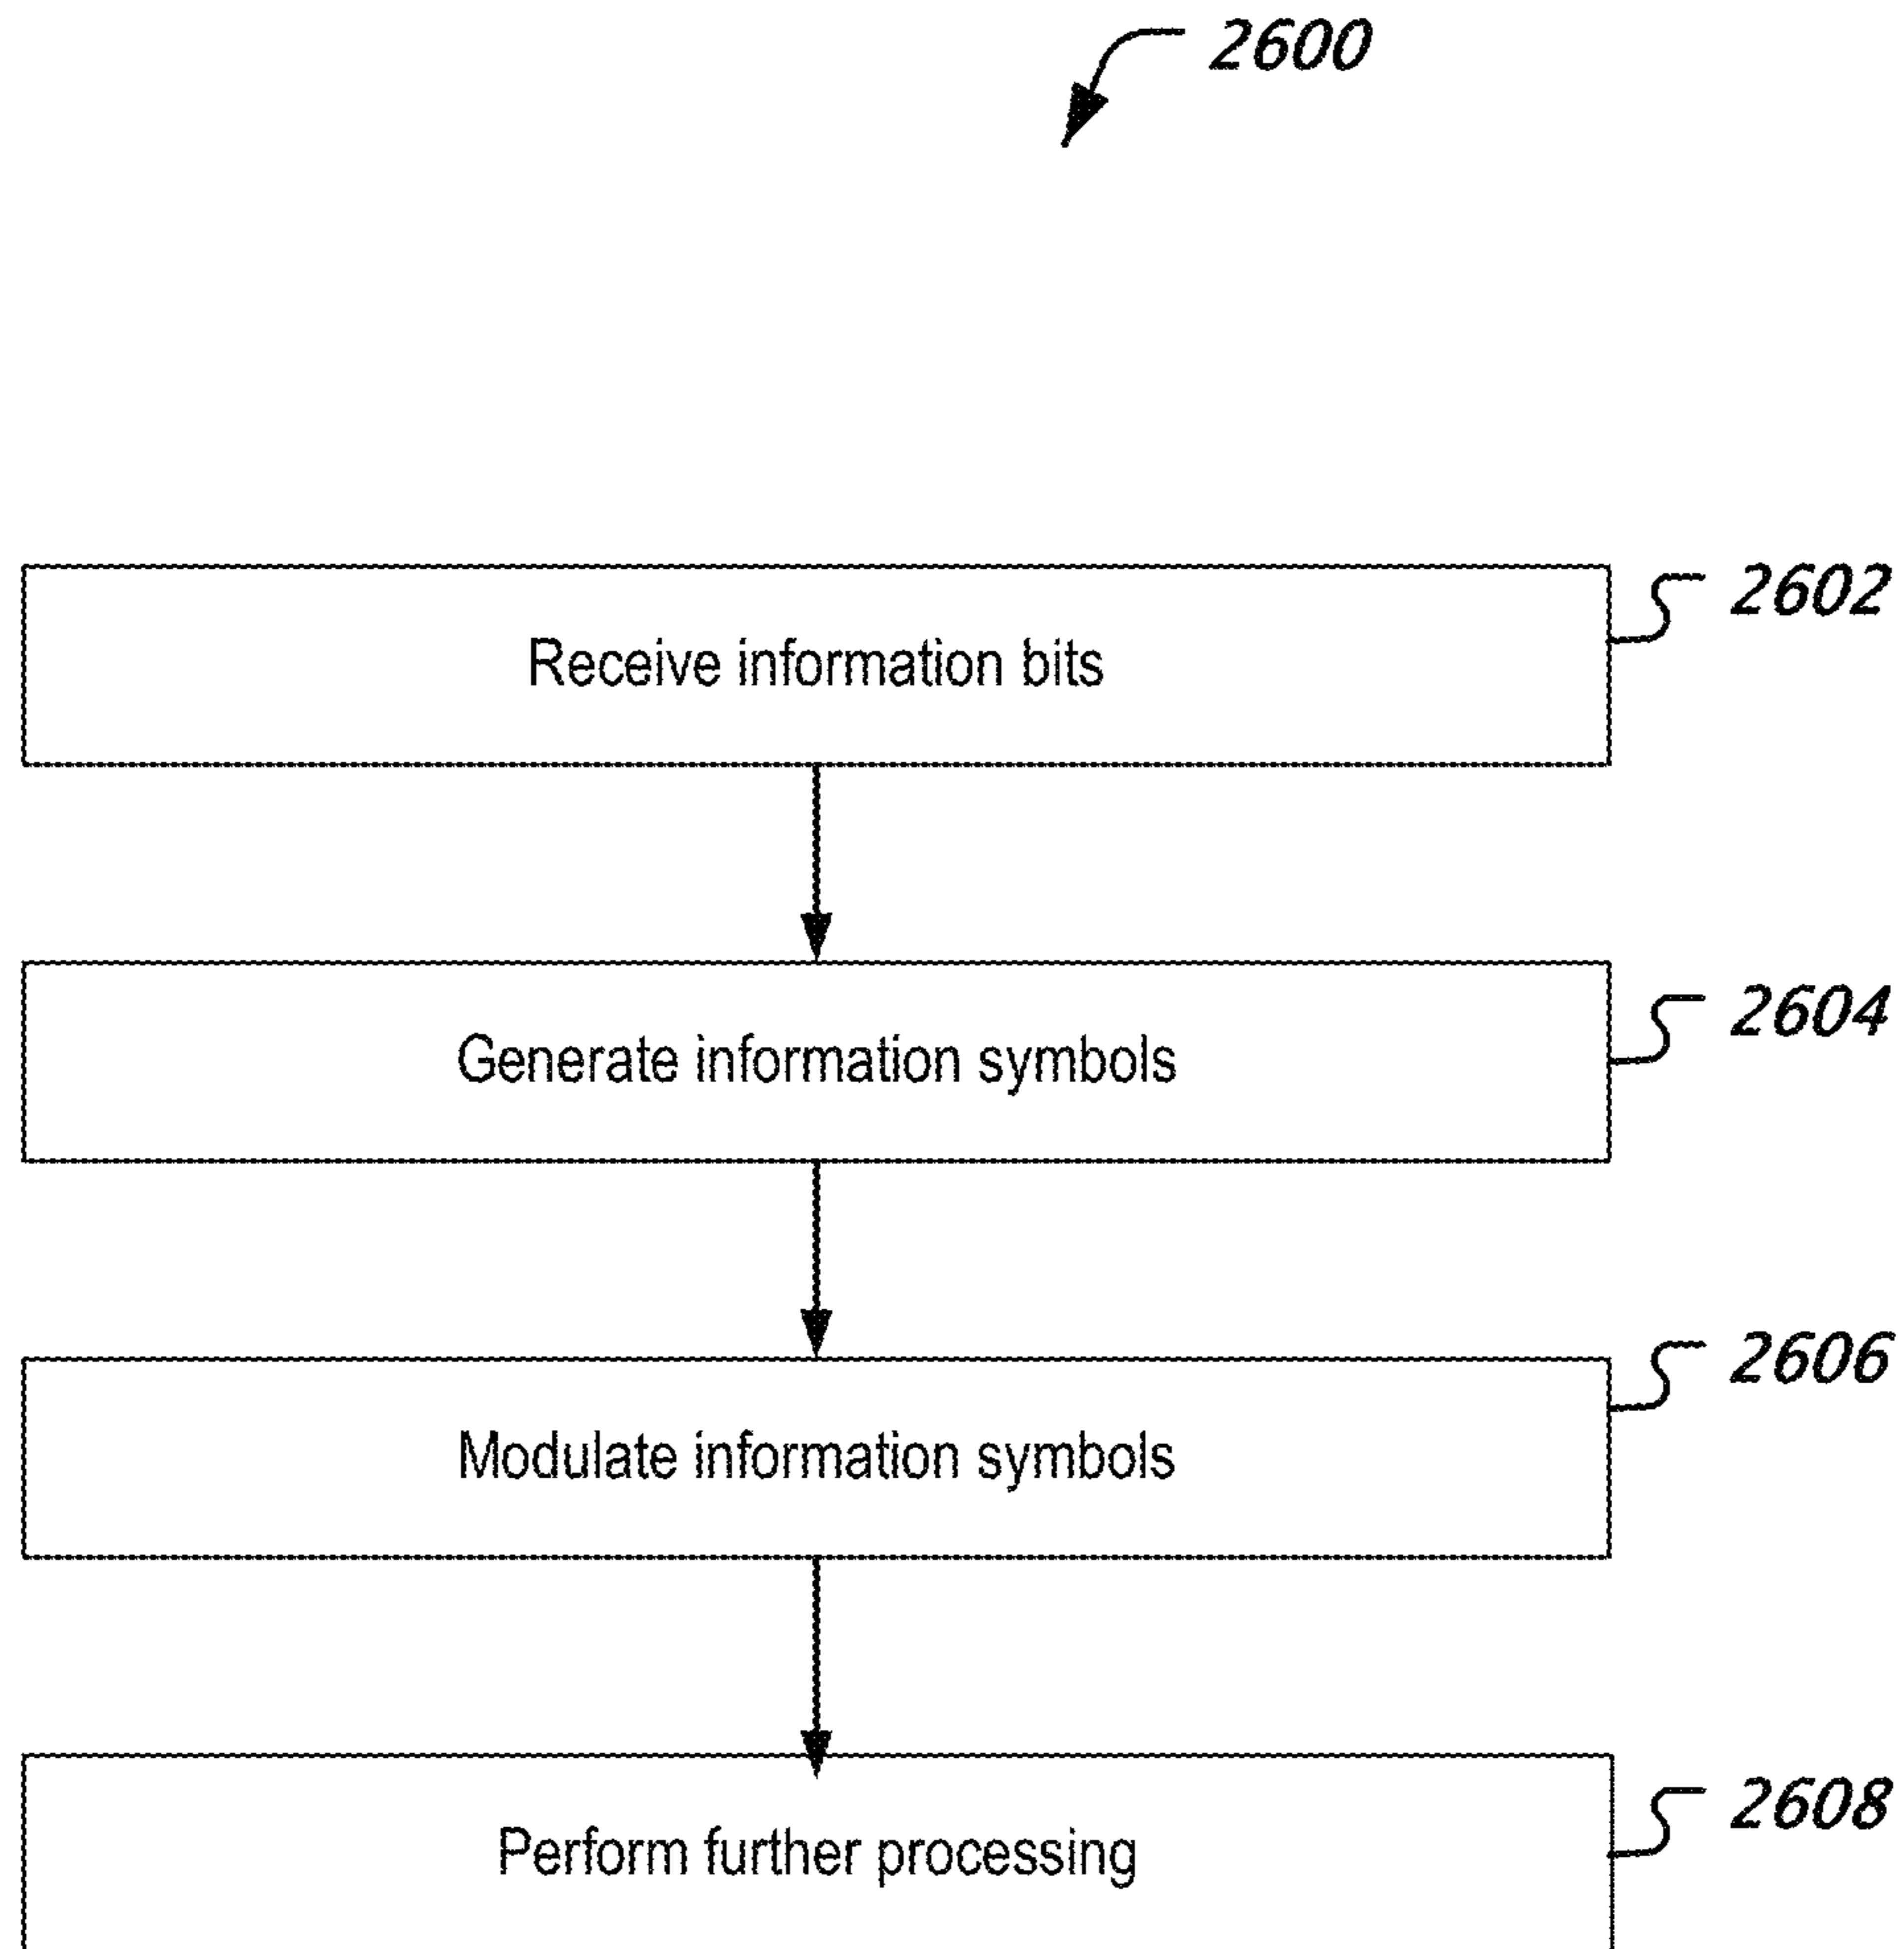 2600
Receive information bits
2602
Generate information symbols
2604
Modulate information symbols
2606
Perform further processing
2608